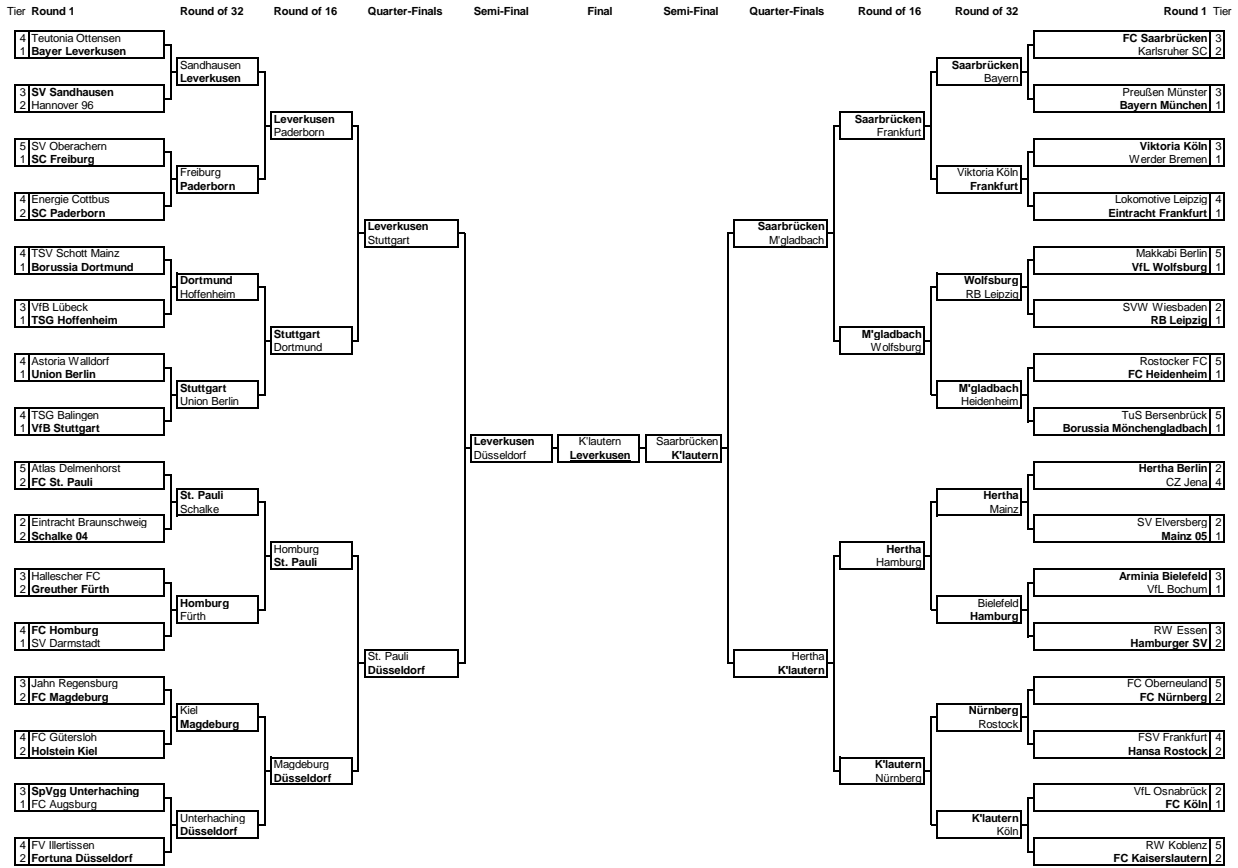 Tier Round 1 Round of 32 Round of 16 Quarter-Finals Semi-Final Final Semi-Final Quarter-Finals Round of 16 Round of 32 Round 1 Tier
4 Teutonia Ottensen
1 Bayer Leverkusen
3 SV Sandhausen
2 Hannover 96
5 SV Oberachern
1 SC Freiburg
4 Energie Cottbus
2 SC Paderborn
4 TSV Schott Mainz
1 Borussia Dortmund
3 VfB Lübeck
1 TSG Hoffenheim
4 Astoria Walldorf
1 Union Berlin
4 TSG Balingen
1 VfB Stuttgart
5 Atlas Delmenhorst
2 FC St. Pauli
2 Eintracht Braunschweig
2 Schalke 04
3 Hallescher FC
2 Greuther Fürth
4 FC Homburg
1 SV Darmstadt
3 Jahn Regensburg
2 FC Magdeburg
4 FC Gütersloh
2 Holstein Kiel
3 SpVgg Unterhaching
1 FC Augsburg
4 FV Illertissen
2 Fortuna Düsseldorf
Sandhausen
Leverkusen
Freiburg
Paderborn
Dortmund
Hoffenheim
Stuttgart
Union Berlin
St. Pauli
Schalke
Homburg
Fürth
Kiel
Magdeburg
Unterhaching
Düsseldorf
Leverkusen
Paderborn
Stuttgart
Dortmund
Homburg
St. Pauli
Magdeburg
Düsseldorf
Leverkusen
Stuttgart
St. Pauli
Düsseldorf
Leverkusen
Düsseldorf
K'lautern
Leverkusen
Saarbrücken
K'lautern
Saarbrücken
M'gladbach
Hertha
K'lautern
Saarbrücken
Frankfurt
M'gladbach
Wolfsburg
Hertha
Hamburg
K'lautern
Nürnberg
Saarbrücken
Bayern
Viktoria Köln
Frankfurt
Wolfsburg
RB Leipzig
M'gladbach
Heidenheim
Hertha
Mainz
Bielefeld
Hamburg
Nürnberg
Rostock
K'lautern
Köln
FC Saarbrücken 3
Karlsruher SC 2
Preußen Münster 3
Bayern München 1
Viktoria Köln 3
Werder Bremen 1
Lokomotive Leipzig 4
Eintracht Frankfurt 1
Makkabi Berlin 5
VfL Wolfsburg 1
SVW Wiesbaden 2
RB Leipzig 1
Rostocker FC 5
FC Heidenheim 1
TuS Bersenbrück 5
Borussia Mönchengladbach 1
Hertha Berlin 2
CZ Jena 4
SV Elversberg 2
Mainz 05 1
Arminia Bielefeld 3
VfL Bochum 1
RW Essen 3
Hamburger SV 2
FC Oberneuland 5
FC Nürnberg 2
FSV Frankfurt 4
Hansa Rostock 2
VfL Osnabrück 2
FC Köln 1
RW Koblenz 5
FC Kaiserslautern 2